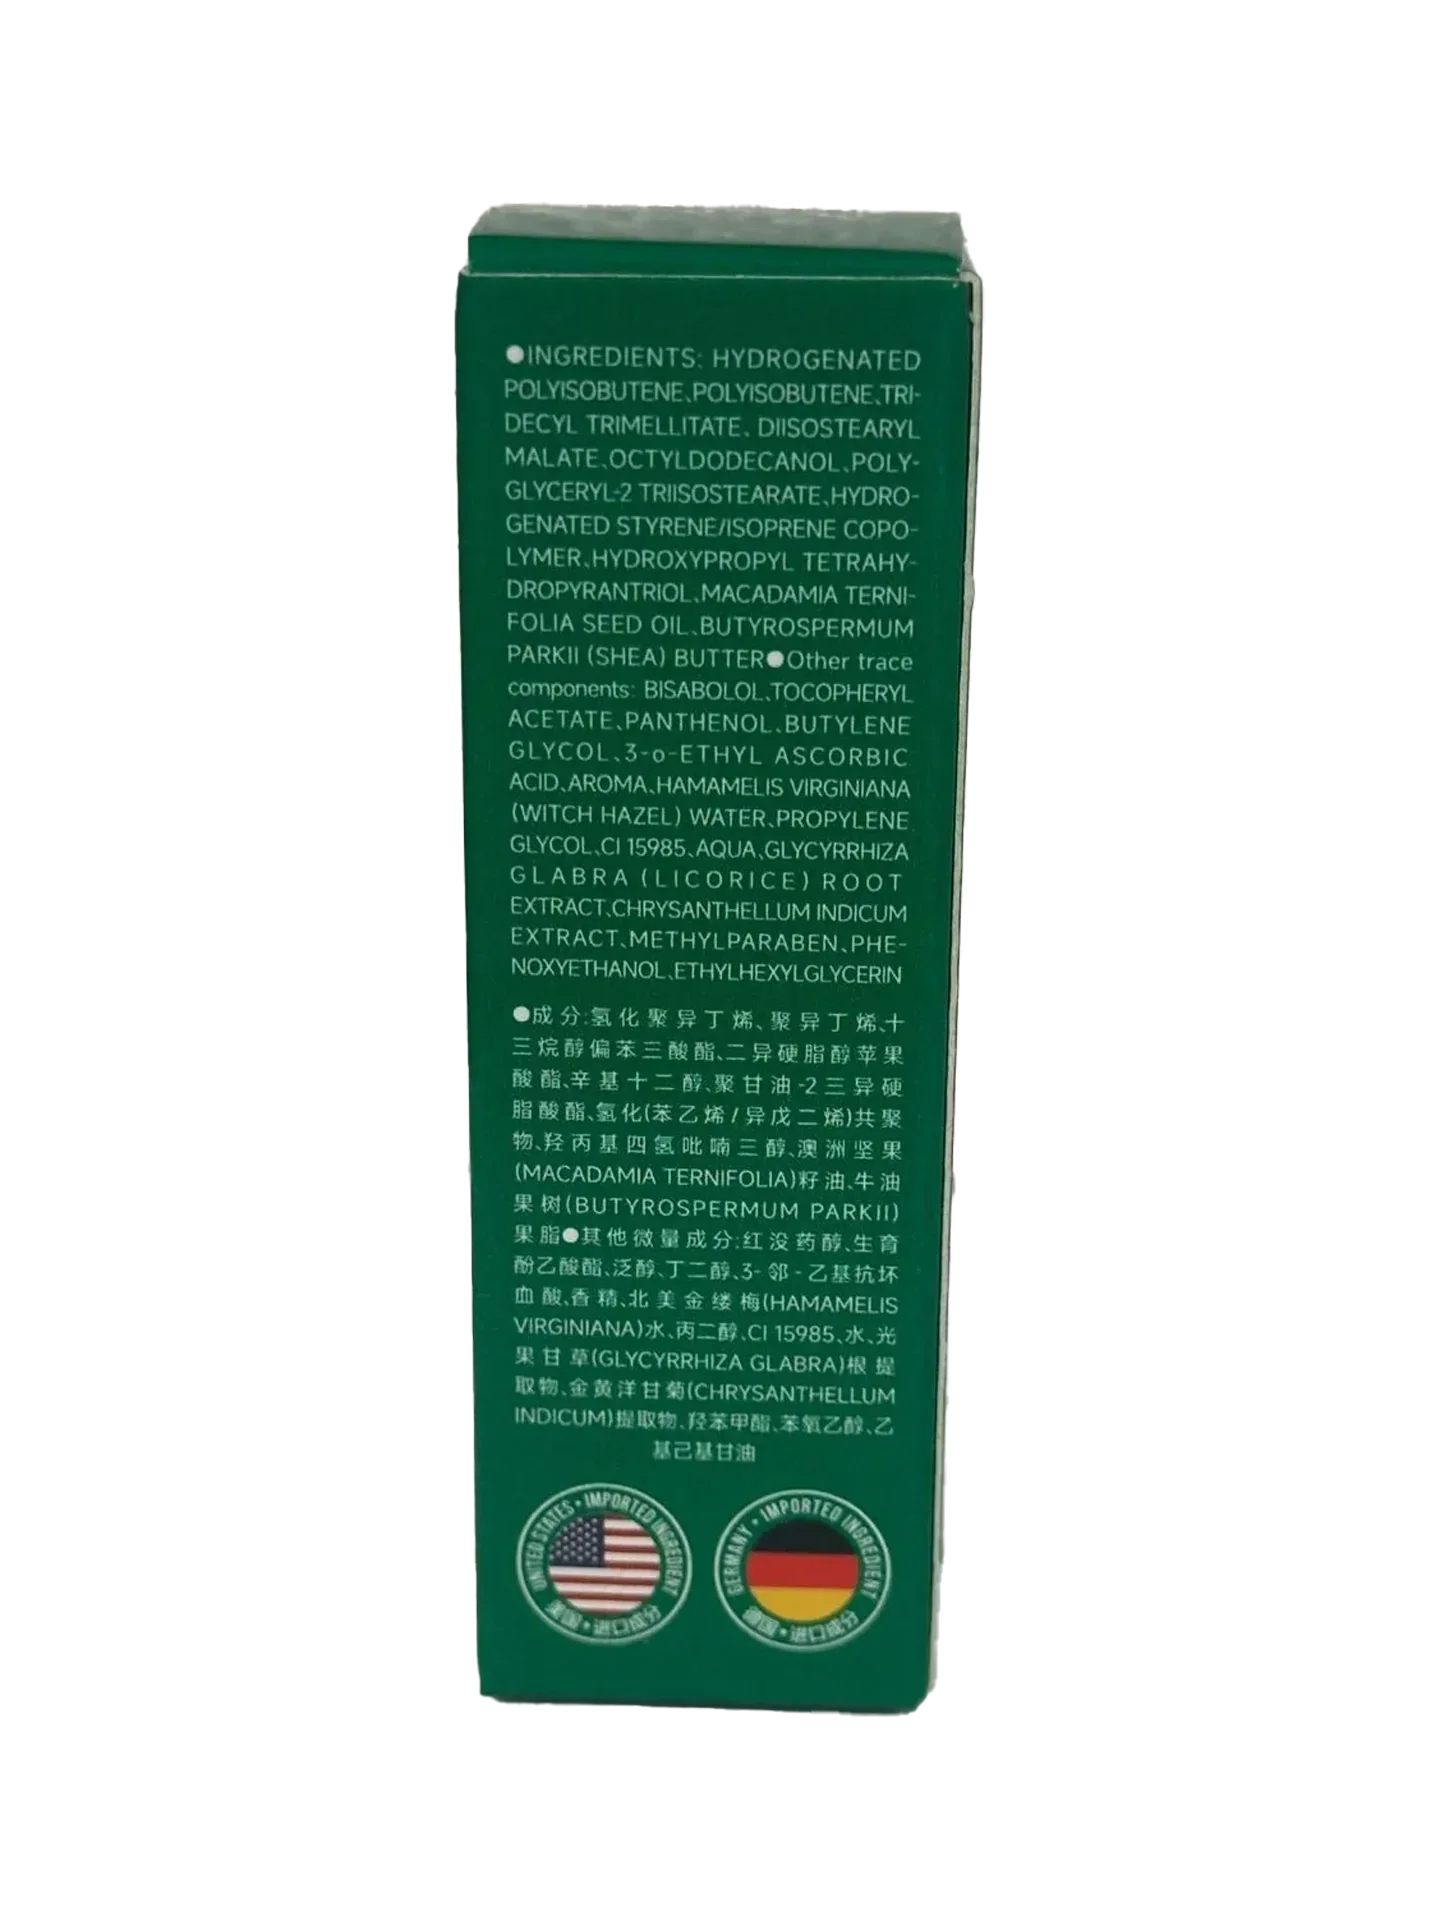 ●INGREDIENTS: HYDROGENATED
POLYISOBUTENE、POLYISOBUTENE、TRI-
DECYL TRIMELLITATE、DIISOSTEARYL
MALATE、OCTYLDODECANOL、POLY-
GLYCERYL-2 TRIISOSTEARATE、HYDRO-
GENATED STYRENE/ISOPRENE COPO-
LYMER、HYDROXYPROPYL TETRAHY-
DROPYRANTRIOL、MACADAMIA TERNI-
FOLIA SEED OIL、BUTYROSPERMUM
PARKII (SHEA) BUTTER●Other trace
components: BISABOLOL、TOCOPHERYL
ACETATE、PANTHENOL、BUTYLENE
GLYCOL、3-o-ETHYL ASCORBIC
ACID、AROMA、HAMAMELIS VIRGINIANA
(WITCH HAZEL) WATER、PROPYLENE
GLYCOL、CI 15985、AQUA、GLYCYRRHIZA
GLABRA (LICORICE) ROOT
EXTRACT、CHRYSANTHELLUM INDICUM
EXTRACT、METHYLPARABEN、PHE-
NOXYETHANOL、ETHYLHEXYLGLYCERIN
●成分:氢化聚异丁烯、聚异丁烯、十
三烷醇偏苯三酸酯、二异硬脂醇苹果
酸酯、辛基十二醇、聚甘油-2三异硬
脂酸酯、氢化(苯乙烯/异戊二烯)共聚
物、羟丙基四氢吡喃三醇、澳洲坚果
(MACADAMIA TERNIFOLIA)籽油、牛油
果树(BUTYROSPERMUM PARKII)
果脂●其他微量成分:红没药醇、生育
酚乙酸酯、泛醇、丁二醇、3-邻-乙基抗坏
血酸、香精、北美金缕梅(HAMAMELIS
VIRGINIANA)水、丙二醇、CI 15985、水、光
果甘草(GLYCYRRHIZA GLABRA)根提
取物、金黄洋甘菊(CHRYSANTHELLUM
INDICUM)提取物、羟苯甲酯、苯氧乙醇、乙
基己基甘油
UNITED STATES • IMPORTED INGREDIENT
美国•进口成分
GERMANY • IMPORTED INGREDIENT
德国•进口成分